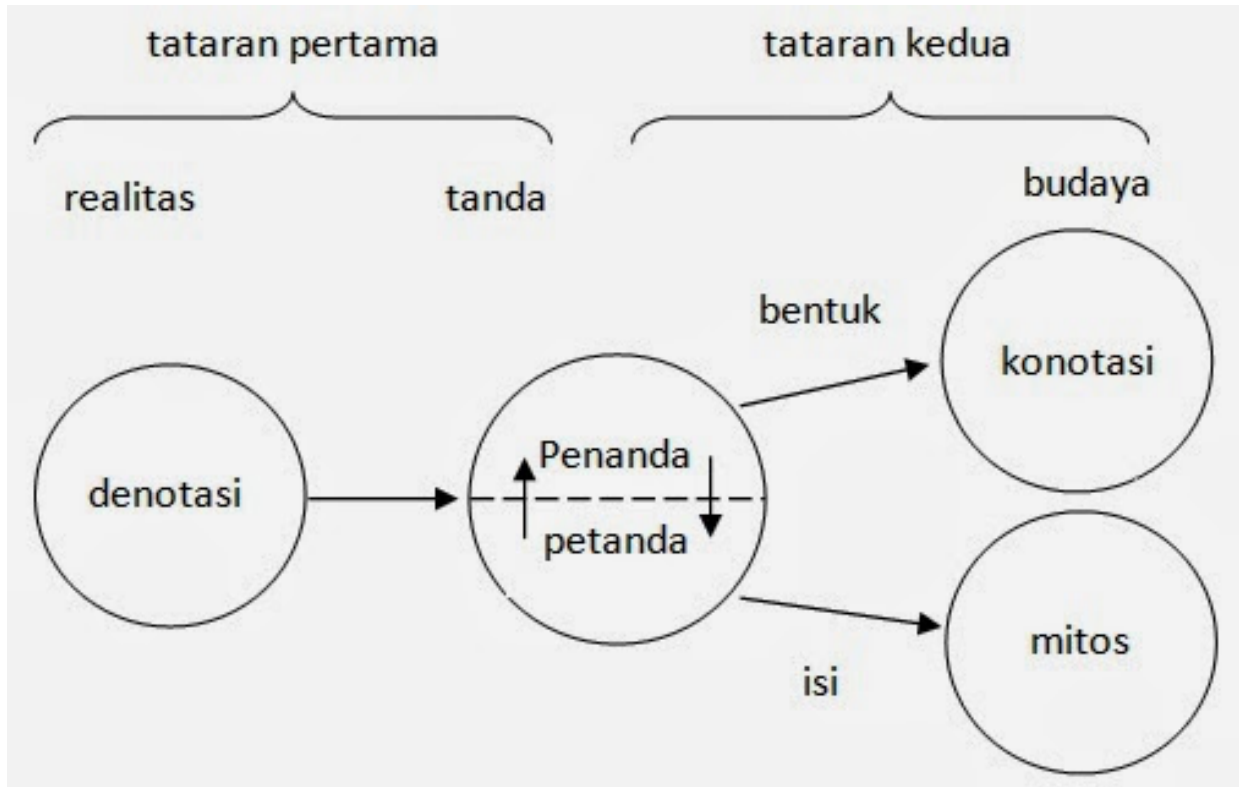 tataran pertama
tataran kedua
realitas
tanda
budaya
bentuk
konotasi
denotasi
Penanda
petanda
mitos
isi